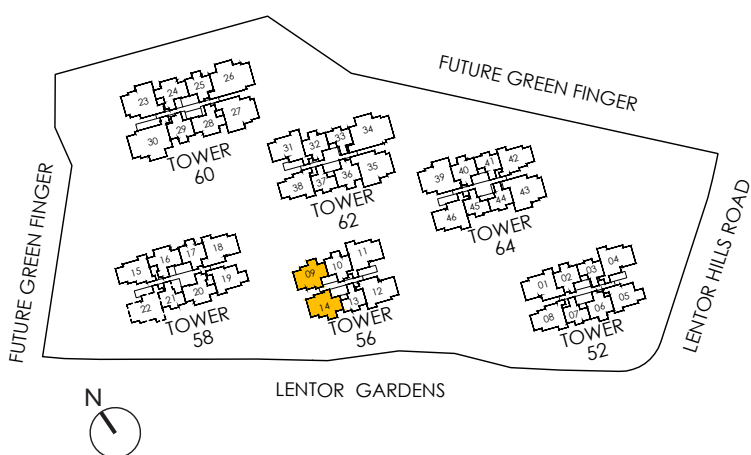 FUTURE GREEN FINGER
23 24 25 26
30 29 28 27
TOWER
60
31 32 33 34
38 37 36 35
TOWER
62
39 40 41 42
46 45 44 43
TOWER
64
FUTURE GREEN FINGER
15 16 17 18
22 21 20 19
TOWER
58
09 10 11
14 13 12
TOWER
56
01 02 03 04
08 07 06 05
TOWER
52
LENTOR HILLS ROAD
LENTOR GARDENS
N